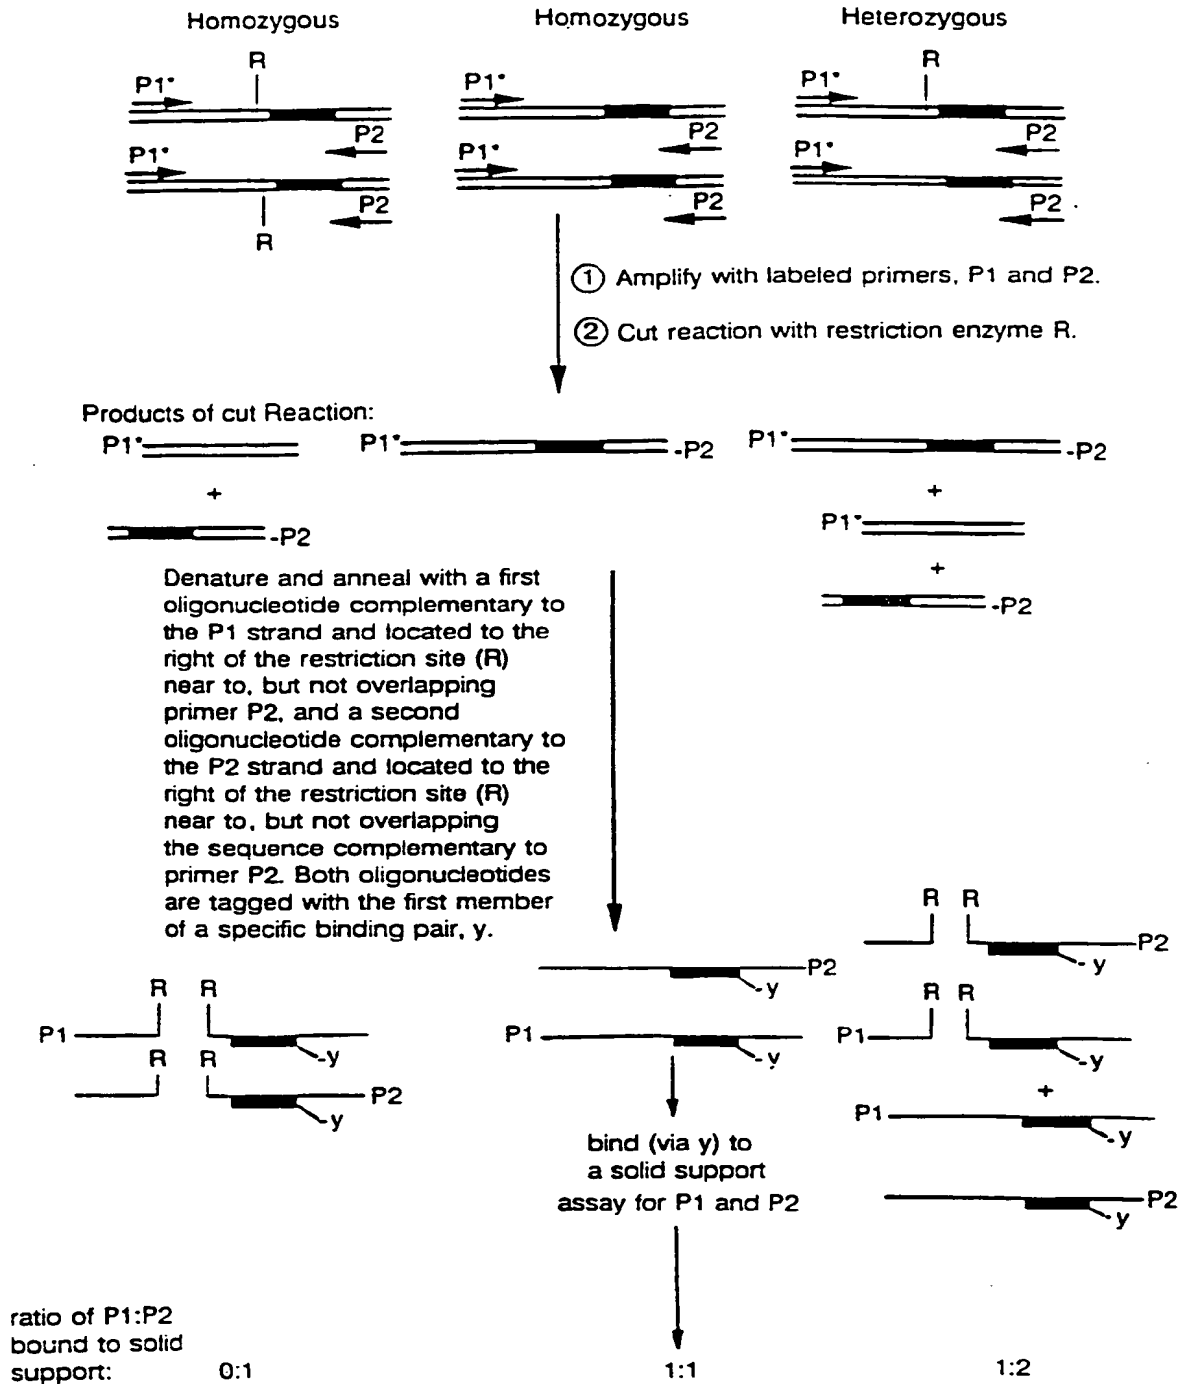 Homozygous
Homozygous
Heterozygous
R
R
P1*
P1*
P1*
P2
P2
P2
P1*
P1*
P1*
P2
P2
P2
R
① Amplify with labeled primers, P1 and P2.
② Cut reaction with restriction enzyme R.
Products of cut Reaction:
P1*
P1*
-P2
P1*
-P2
+
+
-P2
P1*
+
-P2
Denature and anneal with a first
oligonucleotide complementary to
the P1 strand and located to the
right of the restriction site (R)
near to, but not overlapping
primer P2, and a second
oligonucleotide complementary to
the P2 strand and located to the
right of the restriction site (R)
near to, but not overlapping
the sequence complementary to
primer P2. Both oligonucleotides
are tagged with the first member
of a specific binding pair, y.
R R
P2
-y
R R
P1
-y
+
P1
-y
P2
-y
P2
-y
P1
-y
R R
P1
-y
R R
P2
-y
bind (via y) to
a solid support
assay for P1 and P2
ratio of P1:P2
bound to solid
support: 0:1 1:1 1:2